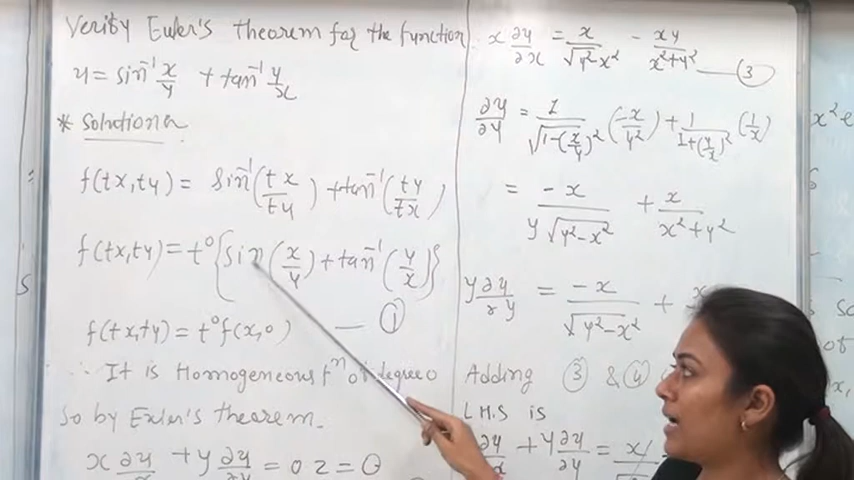 Verify Euler's theorem for the function
u = sin⁻¹ x/y + tan⁻¹ y/x
* Solution
f(tx,ty) = sin⁻¹(tx/ty) + tan⁻¹(ty/tx)
f(tx,ty) = t⁰{sin(x/y) + tan⁻¹(y/x)}
f(tx,ty) = t⁰f(x,0) — ①
∴ It is Homogeneous fⁿ of degree 0
So by Euler's theorem.
x ∂u/∂x + y ∂u/∂y = 0 z = 0
x ∂u/∂x = x/√y²-x² - xy/x²+y² — ③
∂u/∂y = 1/√1-(x/y)² (-x/y²) + 1/1+(y/x)² (1/x)
= -x/y√y²-x² + x/x²+y²
y ∂u/∂y = -x/√y²-x² +
Adding ③ & ④
LHS is
+ y ∂u/∂y = x/